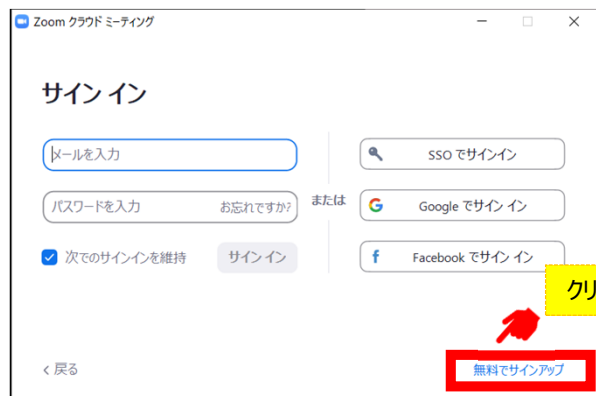 Zoom クラウド ミーティング
サイン イン
メールを入力
パスワードを入力 お忘れですか?
次でのサインインを維持 サイン イン
または
SSO でサインイン
Google でサイン イン
Facebook でサイン イン
クリ
< 戻る
無料でサインアップ